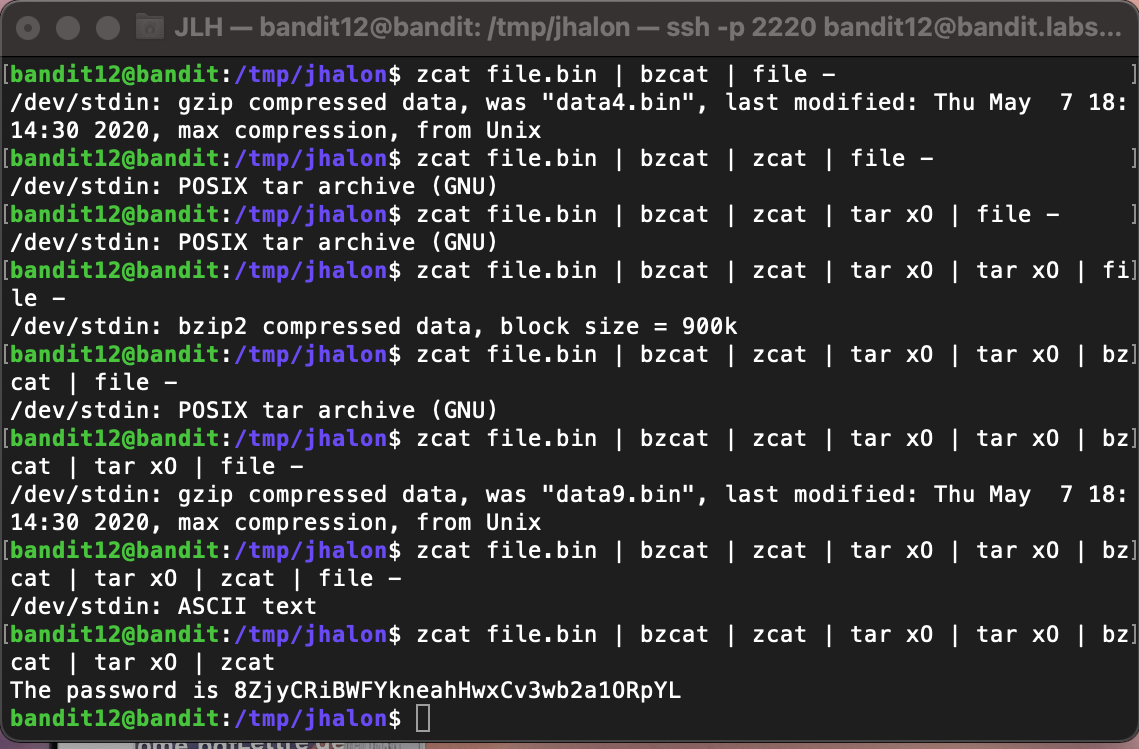 JLH — bandit12@bandit: /tmp/jhalon — ssh -p 2220 bandit12@bandit.labs...
[bandit12@bandit:/tmp/jhalon$ zcat file.bin | bzcat | file - ]
/dev/stdin: gzip compressed data, was "data4.bin", last modified: Thu May  7 18:
14:30 2020, max compression, from Unix
[bandit12@bandit:/tmp/jhalon$ zcat file.bin | bzcat | zcat | file - ]
/dev/stdin: POSIX tar archive (GNU)
[bandit12@bandit:/tmp/jhalon$ zcat file.bin | bzcat | zcat | tar xO | file - ]
/dev/stdin: POSIX tar archive (GNU)
[bandit12@bandit:/tmp/jhalon$ zcat file.bin | bzcat | zcat | tar xO | tar xO | fi]
le -
/dev/stdin: bzip2 compressed data, block size = 900k
[bandit12@bandit:/tmp/jhalon$ zcat file.bin | bzcat | zcat | tar xO | tar xO | bz]
cat | file -
/dev/stdin: POSIX tar archive (GNU)
[bandit12@bandit:/tmp/jhalon$ zcat file.bin | bzcat | zcat | tar xO | tar xO | bz]
cat | tar xO | file -
/dev/stdin: gzip compressed data, was "data9.bin", last modified: Thu May  7 18:
14:30 2020, max compression, from Unix
[bandit12@bandit:/tmp/jhalon$ zcat file.bin | bzcat | zcat | tar xO | tar xO | bz]
cat | tar xO | zcat | file -
/dev/stdin: ASCII text
[bandit12@bandit:/tmp/jhalon$ zcat file.bin | bzcat | zcat | tar xO | tar xO | bz]
cat | tar xO | zcat
The password is 8ZjyCRiBWFYkneahHwxCv3wb2a1ORpYL
bandit12@bandit:/tmp/jhalon$